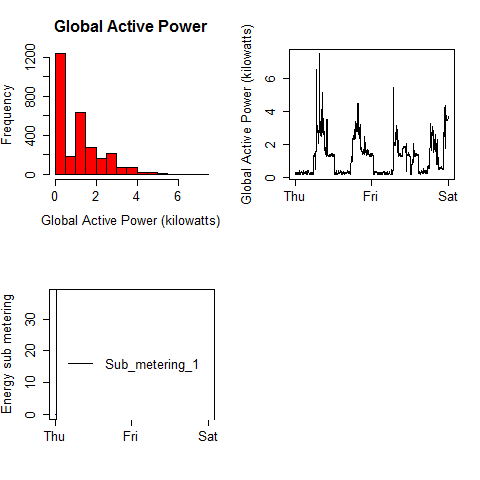 Global Active Power
Frequency
0 400 800 1200
0 2 4 6
Global Active Power (kilowatts)
Global Active Power (kilowatts)
0 2 4 6
Thu Fri Sat
Energy sub metering
0 10 20 30
Sub_metering_1
Thu Fri Sat